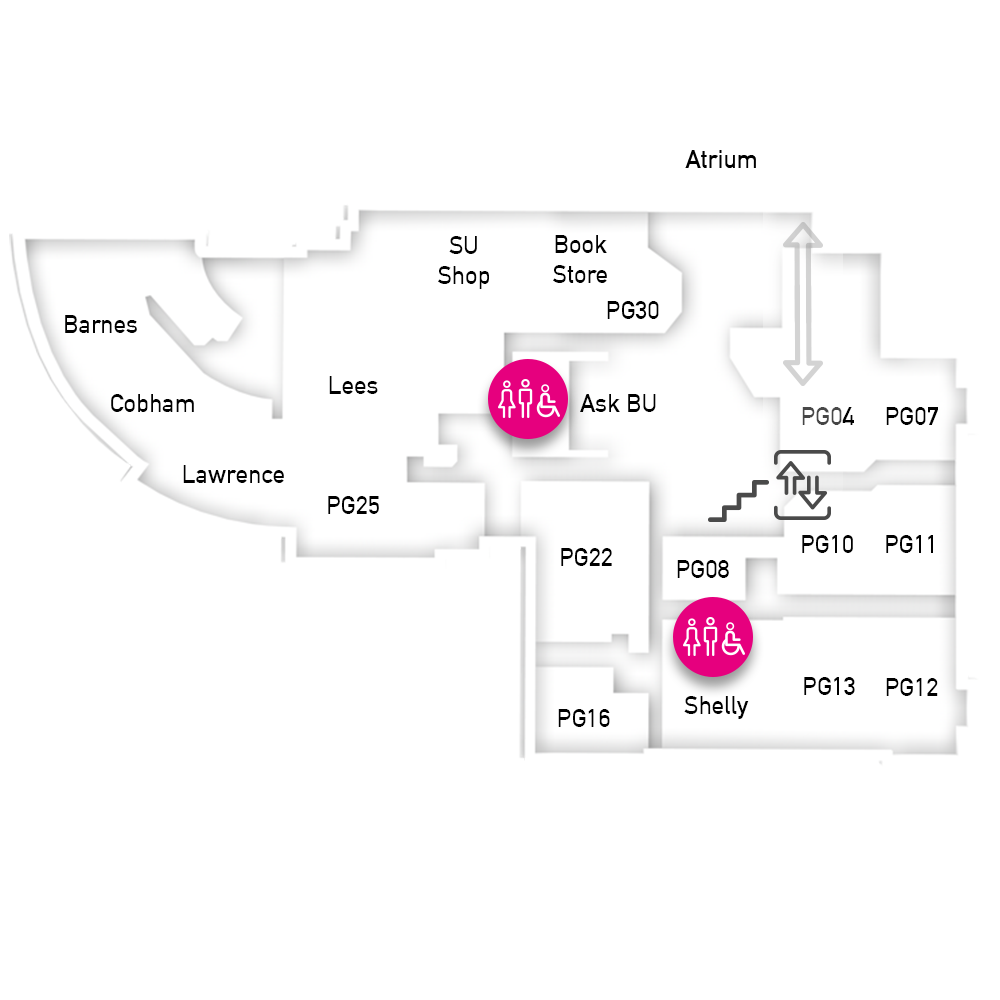 Atrium
SU
Shop
Book
Store
PG30
Barnes
Lees
Cobham
Ask BU
PG04
PG07
Lawrence
PG25
PG22
PG08
PG10
PG11
PG16
Shelly
PG13
PG12